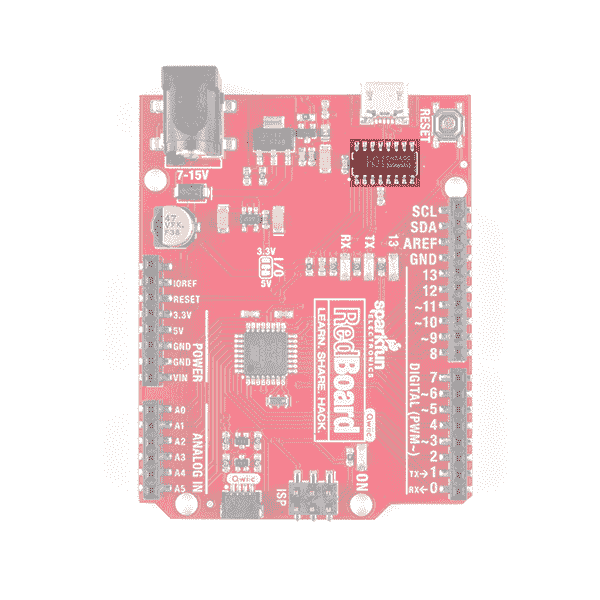 RESET
7-15V
47
VFX.
F38
3.3V
I/O
5V
RX
TX
13
SCL
SDA
AREF
GND
13
12
~11
~10
~9
8
IOREF
RESET
3.3V
5V
GND
GND
VIN
POWER
sparkfun
ELECTRONICS
RedBoard
LEARN. SHARE. HACK.
Qwiic
DIGITAL (PWM~)
7
~6
~5
4
~3
2
TX→1
RX←0
A0
A1
A2
A3
A4
A5
ANALOG IN
Qwiic
ISP
ON